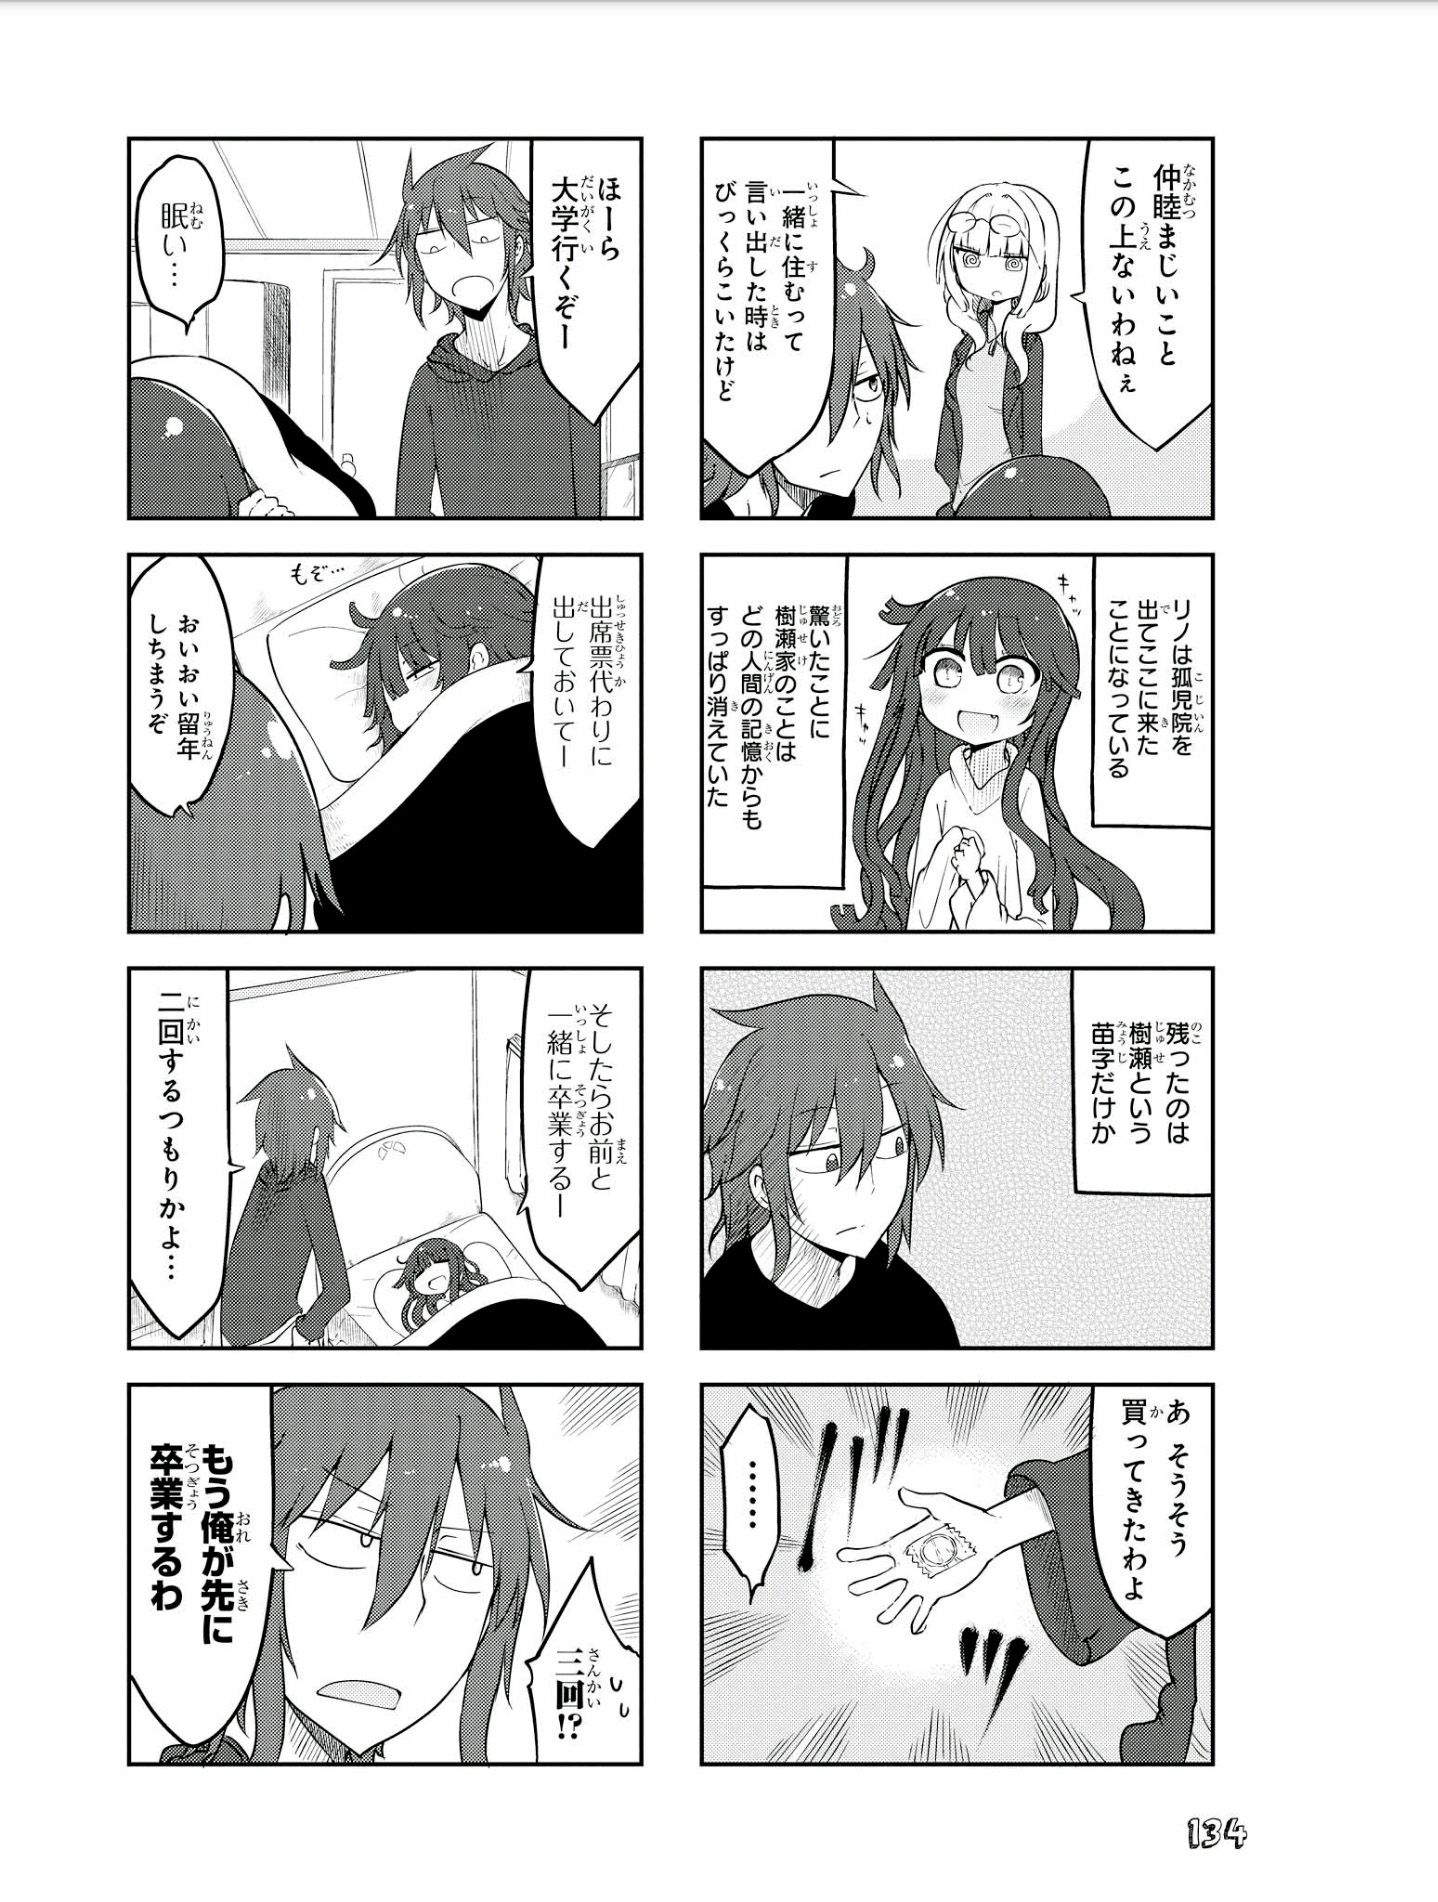 仲睦まじいこと
この上ないわねぇ
一緒に住むって
言い出した時は
びっくらこいたけど
リノは孤児院を
出てここに来た
ことになっている
キャッ
キャッ
驚いたことに
樹瀬家のことは
どの人間の記憶からも
すっぱり消えていた
残ったのは
樹瀬という
苗字だけか
あ そうそう
買ってきたわよ
……
ほーら
大学行くぞー
眠い…
出席票代わりに
出しておいてー
もぞ…
おいおい留年
しちまうぞ
そしたらお前と
一緒に卒業するー
二回するつもりかよ…
三回!?
もう俺が先に
卒業するわ
134